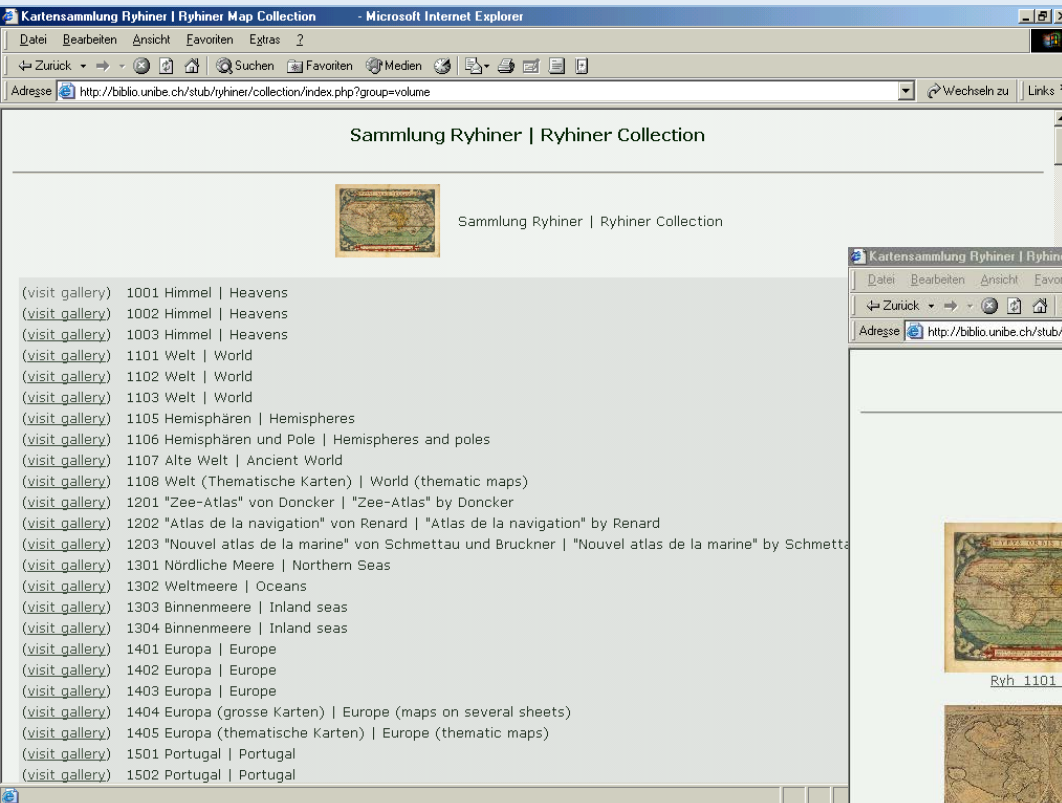 Kartensammlung Ryhiner | Ryhiner Map Collection - Microsoft Internet Explorer
Datei Bearbeiten Ansicht Favoriten Extras ?
Zurück Suchen Favoriten Medien
Adresse http://biblio.unibe.ch/stub/ryhiner/collection/index.php?group=volume Wechseln zu Links
Sammlung Ryhiner | Ryhiner Collection
Sammlung Ryhiner | Ryhiner Collection
(visit gallery) 1001 Himmel | Heavens
(visit gallery) 1002 Himmel | Heavens
(visit gallery) 1003 Himmel | Heavens
(visit gallery) 1101 Welt | World
(visit gallery) 1102 Welt | World
(visit gallery) 1103 Welt | World
(visit gallery) 1105 Hemisphären | Hemispheres
(visit gallery) 1106 Hemisphären und Pole | Hemispheres and poles
(visit gallery) 1107 Alte Welt | Ancient World
(visit gallery) 1108 Welt (Thematische Karten) | World (thematic maps)
(visit gallery) 1201 "Zee-Atlas" von Doncker | "Zee-Atlas" by Doncker
(visit gallery) 1202 "Atlas de la navigation" von Renard | "Atlas de la navigation" by Renard
(visit gallery) 1203 "Nouvel atlas de la marine" von Schmettau und Bruckner | "Nouvel atlas de la marine" by Schmetta
(visit gallery) 1301 Nördliche Meere | Northern Seas
(visit gallery) 1302 Weltmeere | Oceans
(visit gallery) 1303 Binnenmeere | Inland seas
(visit gallery) 1304 Binnenmeere | Inland seas
(visit gallery) 1401 Europa | Europe
(visit gallery) 1402 Europa | Europe
(visit gallery) 1403 Europa | Europe
(visit gallery) 1404 Europa (grosse Karten) | Europe (maps on several sheets)
(visit gallery) 1405 Europa (thematische Karten) | Europe (thematic maps)
(visit gallery) 1501 Portugal | Portugal
(visit gallery) 1502 Portugal | Portugal
Kartensammlung Ryhiner | Ryhine
Datei Bearbeiten Ansicht Favor
Zurück
Adresse http://biblio.unibe.ch/stub/
TYPVS ORBIS
Ryh 1101